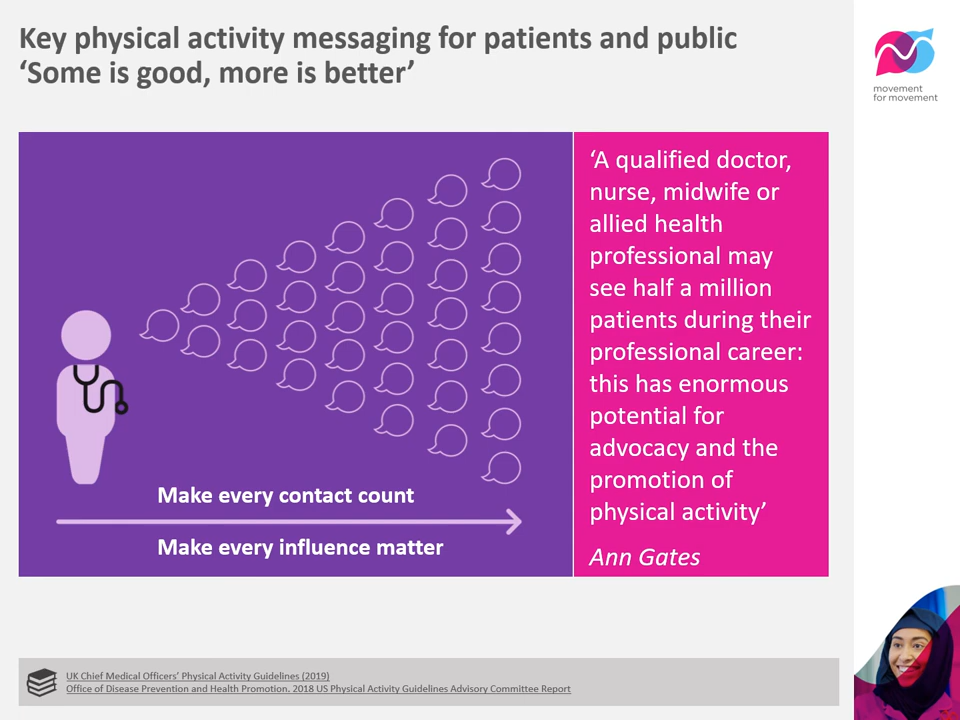 Key physical activity messaging for patients and public
‘Some is good, more is better’
movement
for movement
Make every contact count
Make every influence matter
‘A qualified doctor,
nurse, midwife or
allied health
professional may
see half a million
patients during their
professional career:
this has enormous
potential for
advocacy and the
promotion of
physical activity’
Ann Gates
UK Chief Medical Officers’ Physical Activity Guidelines (2019)
Office of Disease Prevention and Health Promotion. 2018 US Physical Activity Guidelines Advisory Committee Report